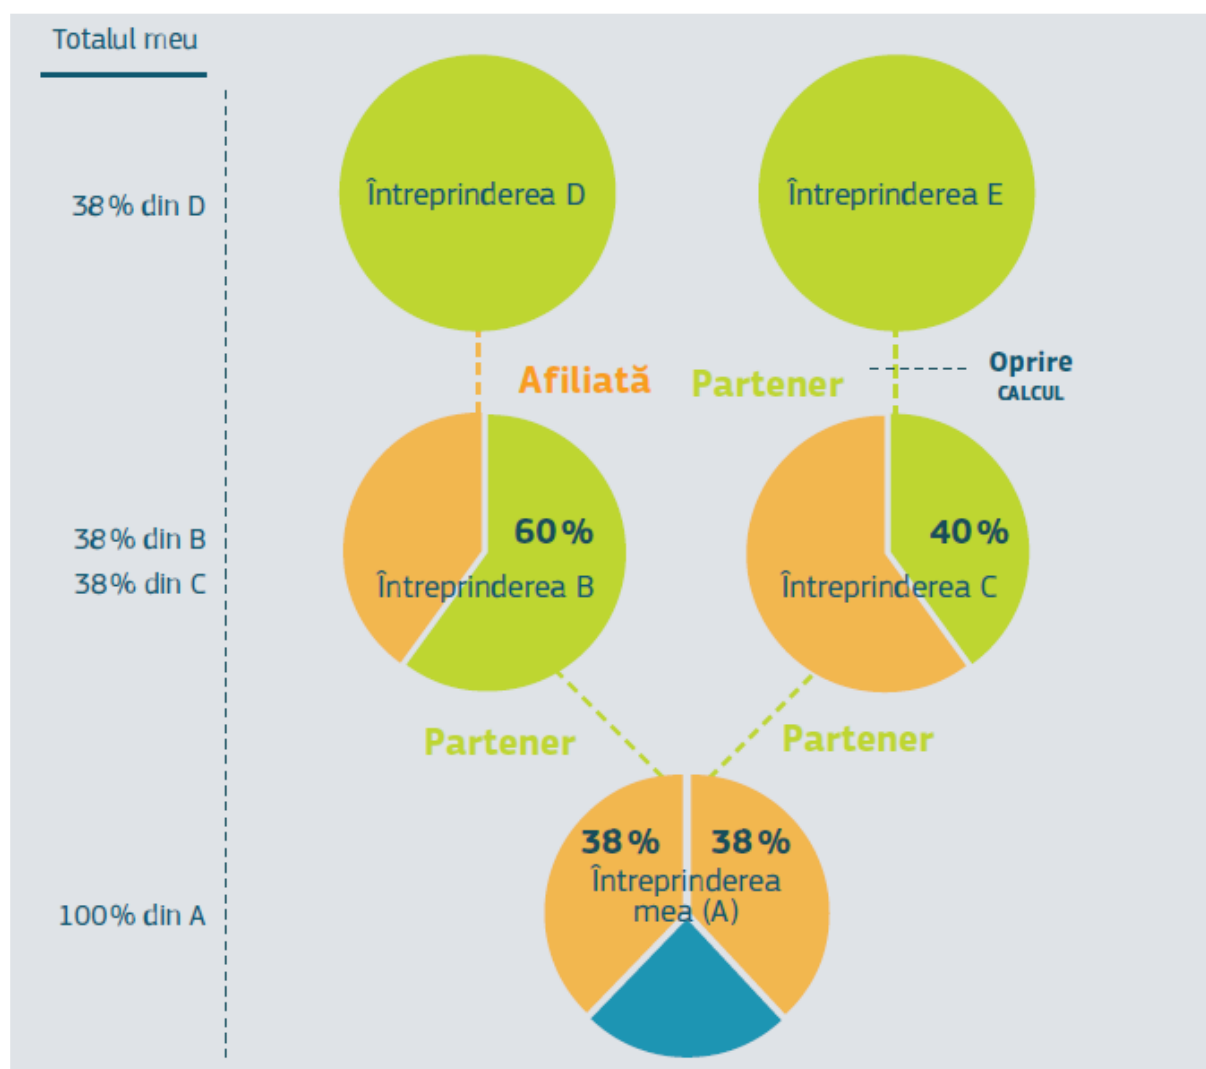 Totalul meu
Întreprinderea D
Întreprinderea E
38% din D
Afiliată
Partener
Oprire
CALCUL
60%
40%
38% din B
38% din C
Întreprinderea B
Întreprinderea C
Partener
Partener
38%
38%
Întreprinderea
mea (A)
100% din A